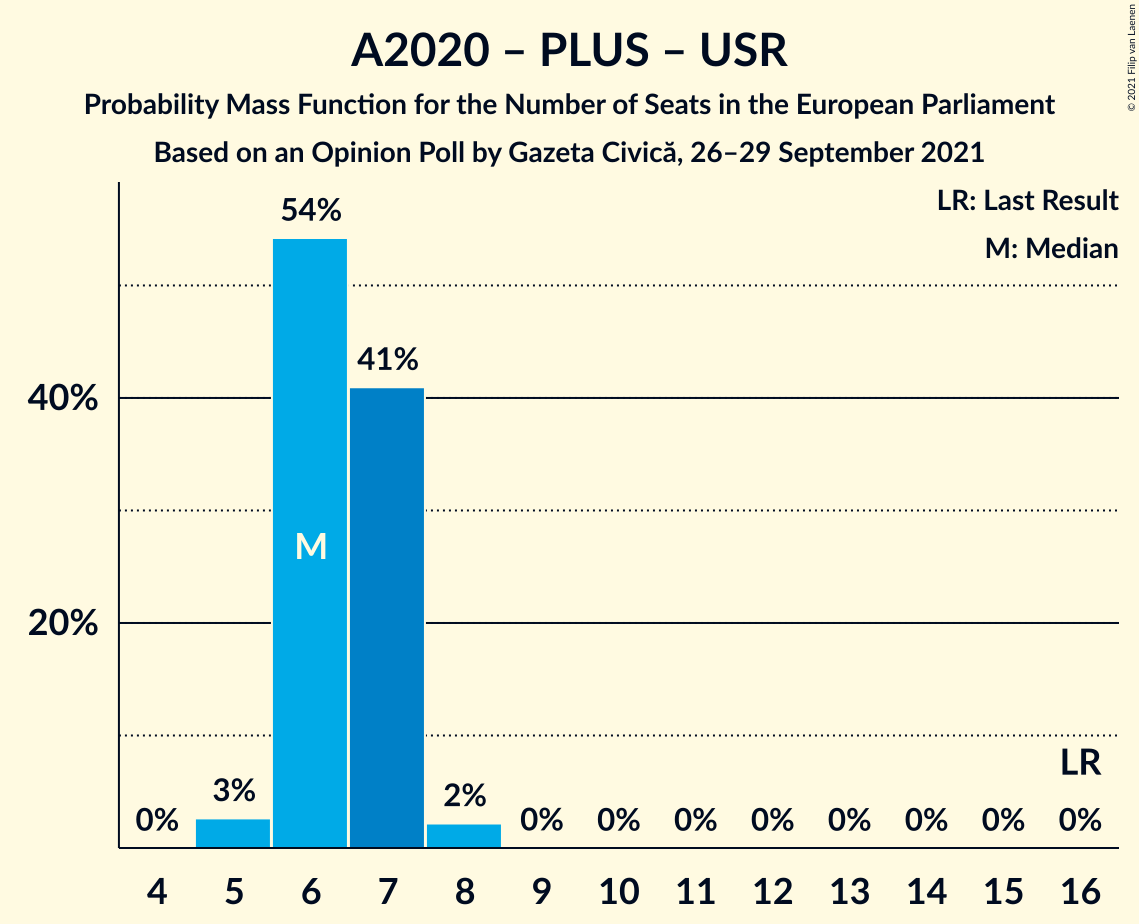 A2020 – PLUS – USR
Probability Mass Function for the Number of Seats in the European Parliament
Based on an Opinion Poll by Gazeta Civică, 26–29 September 2021
© 2021 Filip van Laenen
LR: Last Result
M: Median
54%
41%
40%
M
20%
LR
0% 3% 2% 0% 0% 0% 0% 0% 0% 0% 0%
4 5 6 7 8 9 10 11 12 13 14 15 16